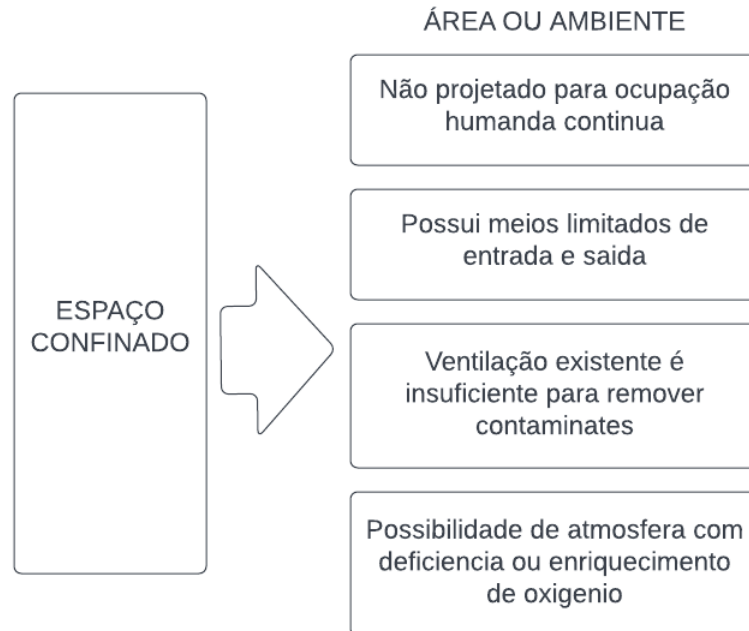 ÁREA OU AMBIENTE
ESPAÇO
CONFINADO
Não projetado para ocupação
humanda continua
Possui meios limitados de
entrada e saida
Ventilação existente é
insuficiente para remover
contaminates
Possibilidade de atmosfera com
deficiencia ou enriquecimento
de oxigenio